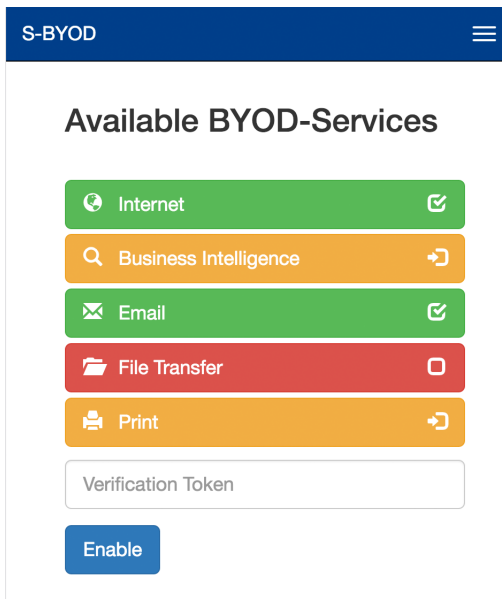 S-BYOD
Available BYOD-Services
Internet
Business Intelligence
Email
File Transfer
Print
Verification Token
Enable